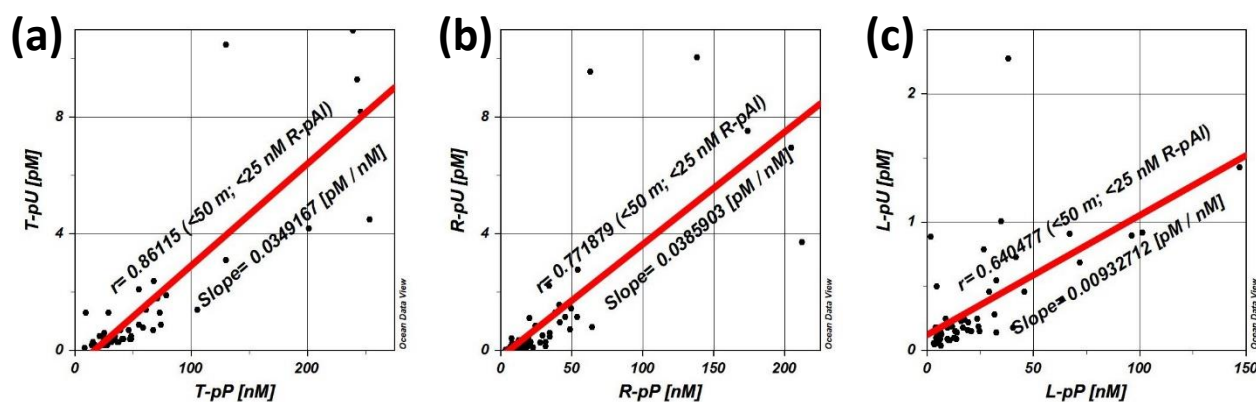 (a)
T-pU [pM]
8
4
0
0
100
200
T-pP [nM]
r= 0.86115 (<50 m; <25 nM R-pAl)
Slope= 0.0349167 [pM / nM]
Ocean Data View
(b)
R-pU [pM]
8
4
0
0
50
100
150
200
R-pP [nM]
r= 0.771879 (<50 m; <25 nM R-pAl)
Slope= 0.0385903 [pM / nM]
Ocean Data View
(c)
L-pU [pM]
2
1
0
0
50
100
150
L-pP [nM]
r= 0.640477 (<50 m; <25 nM R-pAl)
Slope= 0.00932712 [pM / nM]
Ocean Data View